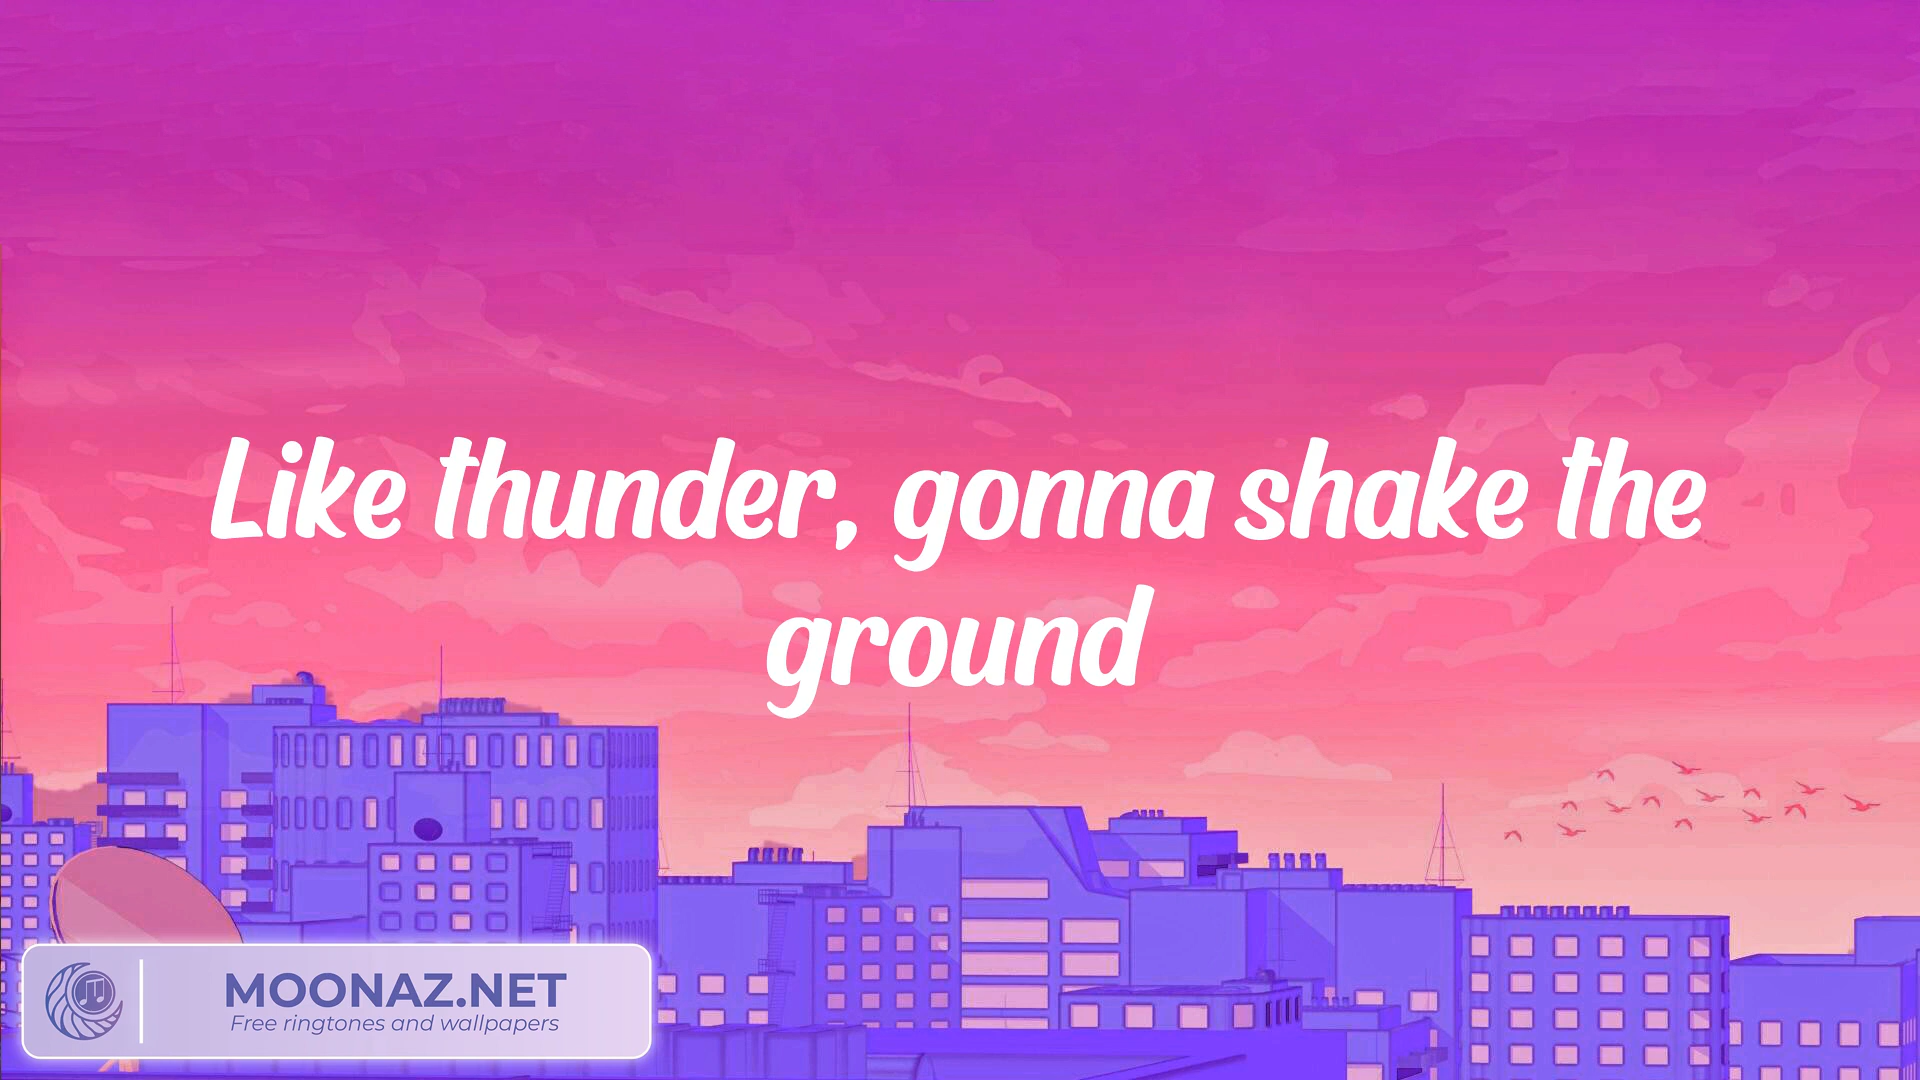 Like thunder, gonna shake the
ground
MOONAZ.NET
Free ringtones and wallpapers